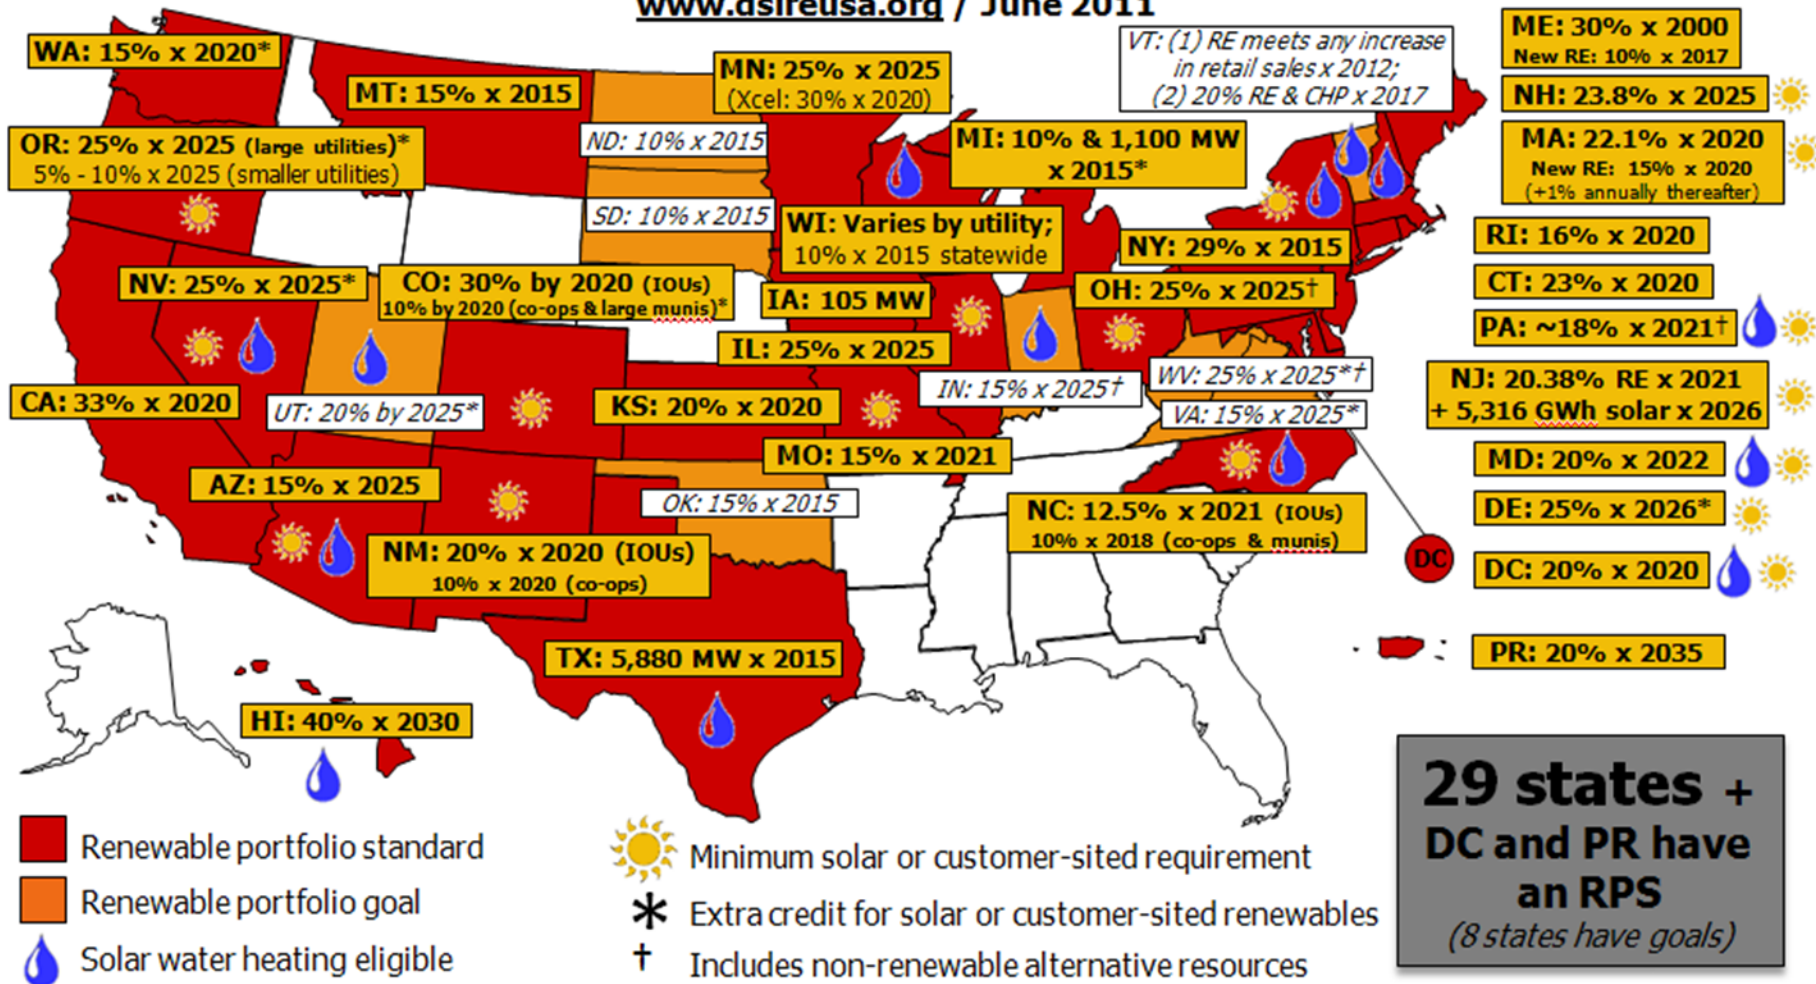 www.dsireusa.org / June 2011
WA: 15% x 2020*
MT: 15% x 2015
MN: 25% x 2025
(Xcel: 30% x 2020)
VT: (1) RE meets any increase
in retail sales x 2012;
(2) 20% RE & CHP x 2017
ME: 30% x 2000
New RE: 10% x 2017
NH: 23.8% x 2025
OR: 25% x 2025 (large utilities)*
5% - 10% x 2025 (smaller utilities)
ND: 10% x 2015
MI: 10% & 1,100 MW
x 2015*
MA: 22.1% x 2020
New RE: 15% x 2020
(+1% annually thereafter)
SD: 10% x 2015
WI: Varies by utility;
10% x 2015 statewide
NY: 29% x 2015
RI: 16% x 2020
NV: 25% x 2025*
CO: 30% by 2020 (IOUs)
10% by 2020 (co-ops & large munis)*
IA: 105 MW
OH: 25% x 2025†
CT: 23% x 2020
IL: 25% x 2025
PA: ~18% x 2021†
CA: 33% x 2020
UT: 20% by 2025*
KS: 20% x 2020
IN: 15% x 2025†
WV: 25% x 2025*†
VA: 15% x 2025*
NJ: 20.38% RE x 2021
+ 5,316 GWh solar x 2026
MO: 15% x 2021
MD: 20% x 2022
AZ: 15% x 2025
OK: 15% x 2015
NC: 12.5% x 2021 (IOUs)
10% x 2018 (co-ops & munis)
DE: 25% x 2026*
NM: 20% x 2020 (IOUs)
10% x 2020 (co-ops)
DC
DC: 20% x 2020
TX: 5,880 MW x 2015
PR: 20% x 2035
HI: 40% x 2030
29 states +
DC and PR have
an RPS
(8 states have goals)
Renewable portfolio standard
Renewable portfolio goal
Solar water heating eligible
Minimum solar or customer-sited requirement
* Extra credit for solar or customer-sited renewables
† Includes non-renewable alternative resources